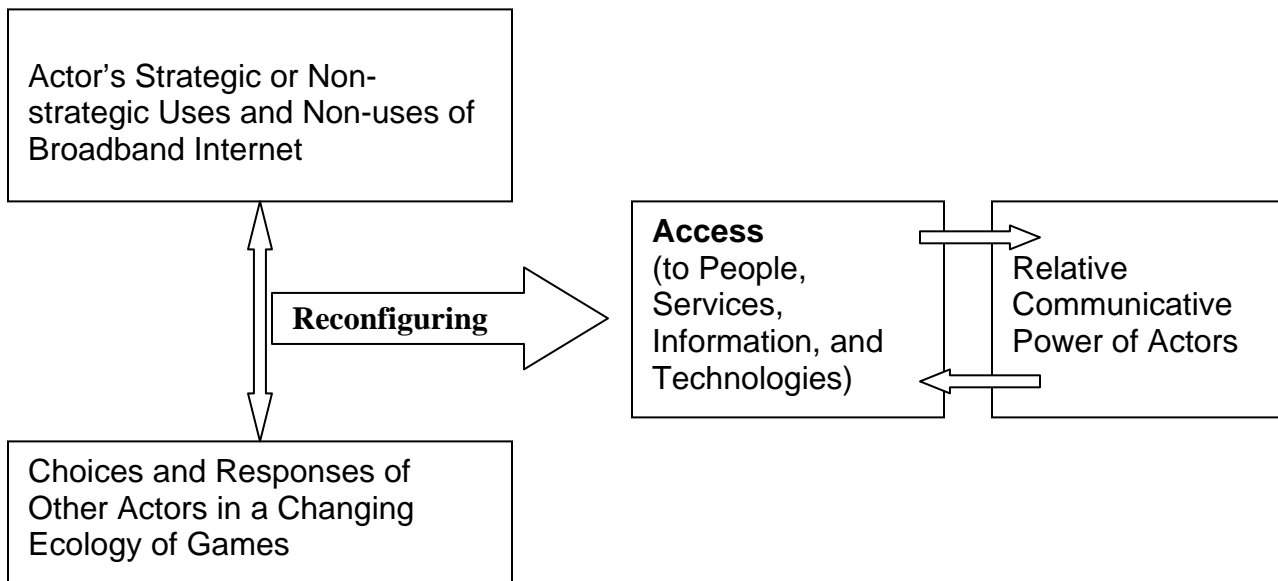 Actor’s Strategic or Non-
strategic Uses and Non-uses of
Broadband Internet
Reconfiguring
Access
(to People,
Services,
Information, and
Technologies)
Relative
Communicative
Power of Actors
Choices and Responses of
Other Actors in a Changing
Ecology of Games